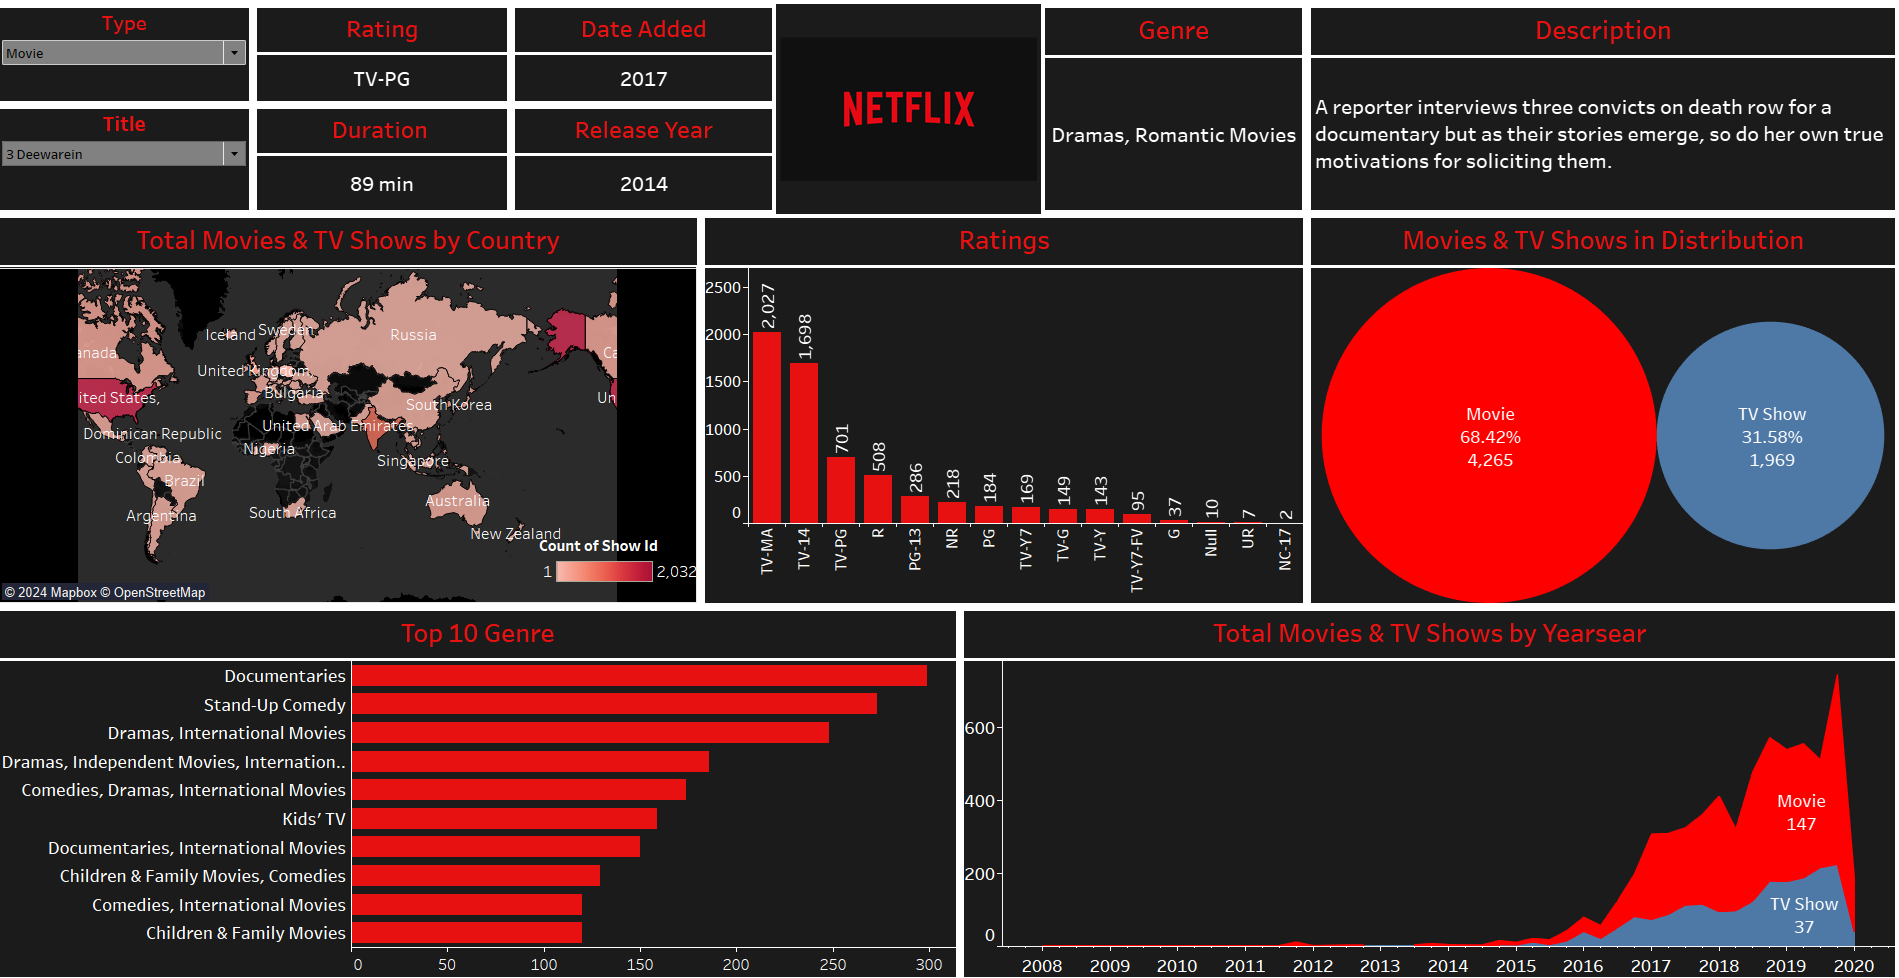 Type
Movie
Title
3 Deewarein
Rating
TV-PG
Duration
89 min
Date Added
2017
Release Year
2014
NETFLIX
Genre
Dramas, Romantic Movies
Description
A reporter interviews three convicts on death row for a
documentary but as their stories emerge, so do her own true
motivations for soliciting them.
Total Movies & TV Shows by Country
Iceland
Sweden
Russia
anada
Ca
United Kingdom
Bulgaria
ited States,
Un
South Korea
Dominican Republic
United Arab Emirates,
Nigeria
Colombia
Singapore
Brazil
Australia
Argentina
South Africa
New Zealand
Count of Show Id
1
2,032
© 2024 Mapbox © OpenStreetMap
Ratings
2500
2000
1500
1000
500
0
2,027
1,698
701
508
286
218
184
169
149
143
95
37
10
7
2
TV-MA
TV-14
TV-PG
R
PG-13
NR
PG
TV-Y7
TV-G
TV-Y
TV-Y7-FV
G
Null
UR
NC-17
Movies & TV Shows in Distribution
Movie
68.42%
4,265
TV Show
31.58%
1,969
Top 10 Genre
Documentaries
Stand-Up Comedy
Dramas, International Movies
Dramas, Independent Movies, Internation..
Comedies, Dramas, International Movies
Kids' TV
Documentaries, International Movies
Children & Family Movies, Comedies
Comedies, International Movies
Children & Family Movies
0 50 100 150 200 250 300
Total Movies & TV Shows by Yearsear
600
400
200
0
Movie
147
TV Show
37
2008 2009 2010 2011 2012 2013 2014 2015 2016 2017 2018 2019 2020